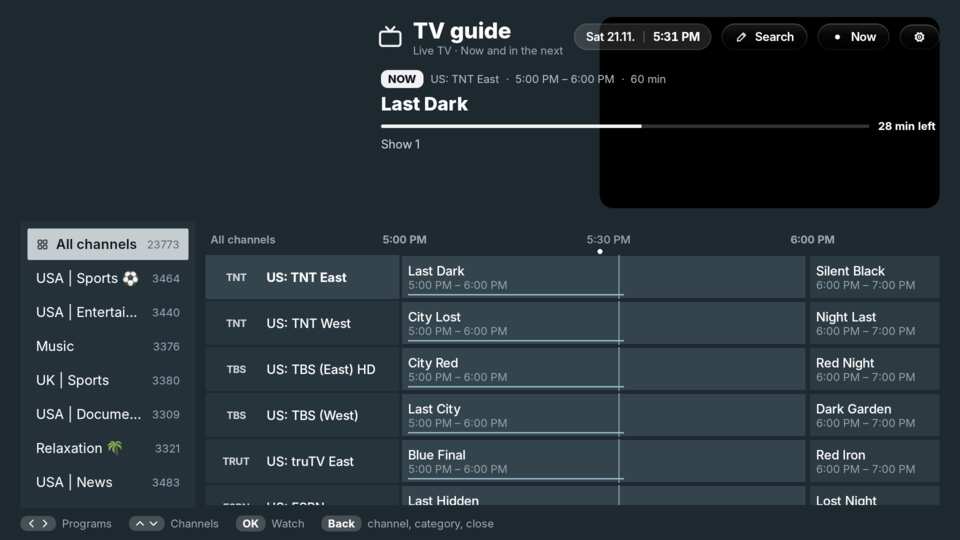 TV guide
Live TV · Now and in the next
Sat 21.11. | 5:31 PM
Search
Now
NOW US: TNT East · 5:00 PM – 6:00 PM · 60 min
Last Dark
28 min left
Show 1
All channels 23773
USA | Sports ⚽ 3464
USA | Entertai... 3440
Music 3376
UK | Sports 3380
USA | Docume... 3309
Relaxation 🌴 3321
USA | News 3483
All channels 5:00 PM 5:30 PM 6:00 PM
TNT US: TNT East
Last Dark
5:00 PM – 6:00 PM
Silent Black
6:00 PM – 7:00 PM
TNT US: TNT West
City Lost
5:00 PM – 6:00 PM
Night Last
6:00 PM – 7:00 PM
TBS US: TBS (East) HD
City Red
5:00 PM – 6:00 PM
Red Night
6:00 PM – 7:00 PM
TBS US: TBS (West)
Last City
5:00 PM – 6:00 PM
Dark Garden
6:00 PM – 7:00 PM
TRUT US: truTV East
Blue Final
5:00 PM – 6:00 PM
Red Iron
6:00 PM – 7:00 PM
ESPN US: ESPN
Last Hidden
Lost Night
< > Programs
Channels
OK Watch
Back channel, category, close